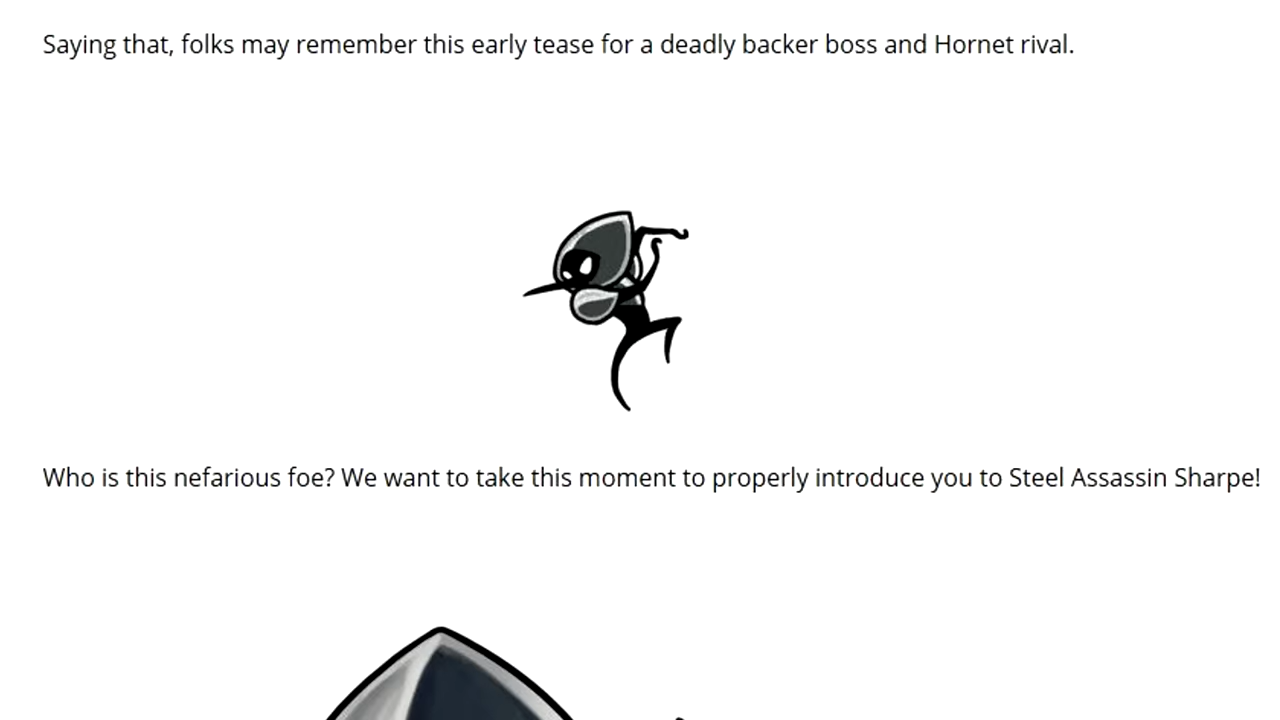 Saying that, folks may remember this early tease for a deadly backer boss and Hornet rival.
Who is this nefarious foe? We want to take this moment to properly introduce you to Steel Assassin Sharpe!